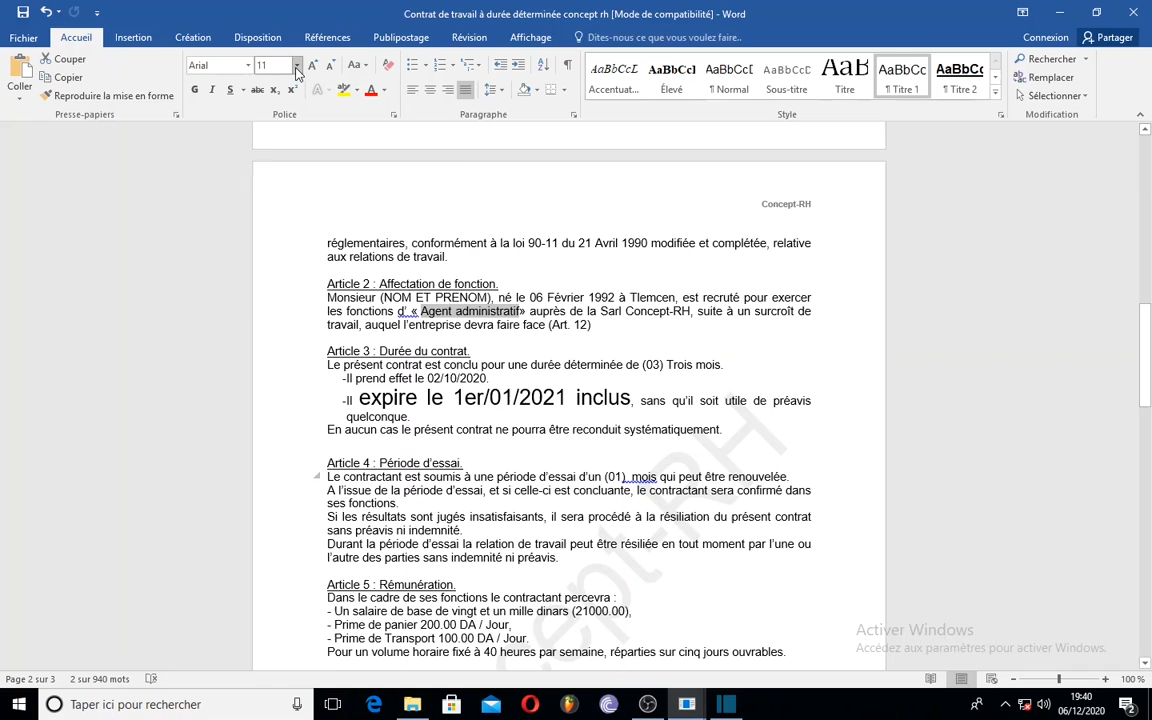 Contrat de travail à durée déterminée concept rh [Mode de compatibilité] - Word
Fichier Accueil Insertion Création Disposition Références Publipostage Révision Affichage Dites-nous ce que vous voulez faire.. Connexion Partager
Coller
Couper
Copier
Reproduire la mise en forme
Presse-papiers
Arial 11
Police
Paragraphe
AaBbCcL AaBbCcI AaBbCcD AaBbCcL AaB AaBbCc AaBbCc
Accentuat... Élevé ¶ Normal Sous-titre Titre ¶ Titre 1 ¶ Titre 2
Style
Rechercher
Remplacer
Sélectionner
Modification
Concept-RH
réglementaires, conformément à la loi 90-11 du 21 Avril 1990 modifiée et complétée, relative
aux relations de travail.
Article 2 : Affectation de fonction.
Monsieur (NOM ET PRENOM), né le 06 Février 1992 à Tlemcen, est recruté pour exercer
les fonctions d' « Agent administratif» auprès de la Sarl Concept-RH, suite à un surcroît de
travail, auquel l'entreprise devra faire face (Art. 12)
Article 3 : Durée du contrat.
Le présent contrat est conclu pour une durée déterminée de (03) Trois mois.
-Il prend effet le 02/10/2020.
-Il expire le 1er/01/2021 inclus, sans qu'il soit utile de préavis
quelconque.
En aucun cas le présent contrat ne pourra être reconduit systématiquement.
Article 4 : Période d'essai.
Le contractant est soumis à une période d'essai d'un (01) mois qui peut être renouvelée.
A l'issue de la période d'essai, et si celle-ci est concluante, le contractant sera confirmé dans
ses fonctions.
Si les résultats sont jugés insatisfaisants, il sera procédé à la résiliation du présent contrat
sans préavis ni indemnité.
Durant la période d'essai la relation de travail peut être résiliée en tout moment par l'une ou
l'autre des parties sans indemnité ni préavis.
Article 5 : Rémunération.
Dans le cadre de ses fonctions le contractant percevra :
- Un salaire de base de vingt et un mille dinars (21000.00),
- Prime de panier 200.00 DA / Jour,
- Prime de Transport 100.00 DA / Jour.
Pour un volume horaire fixé à 40 heures par semaine, réparties sur cinq jours ouvrables.
cept-RH
Activer Windows
Accédez aux paramètres pour activer Windows.
Page 2 sur 3 2 sur 940 mots 100 %
Taper ici pour rechercher
19:40
06/12/2020